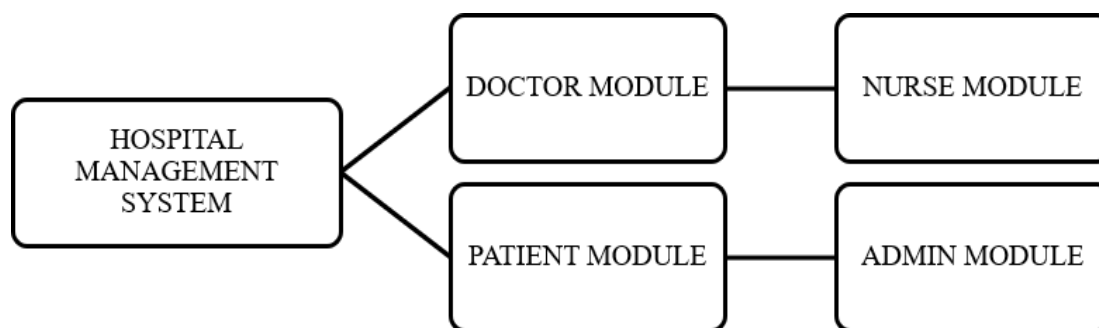 HOSPITAL
MANAGEMENT
SYSTEM
DOCTOR MODULE
NURSE MODULE
PATIENT MODULE
ADMIN MODULE